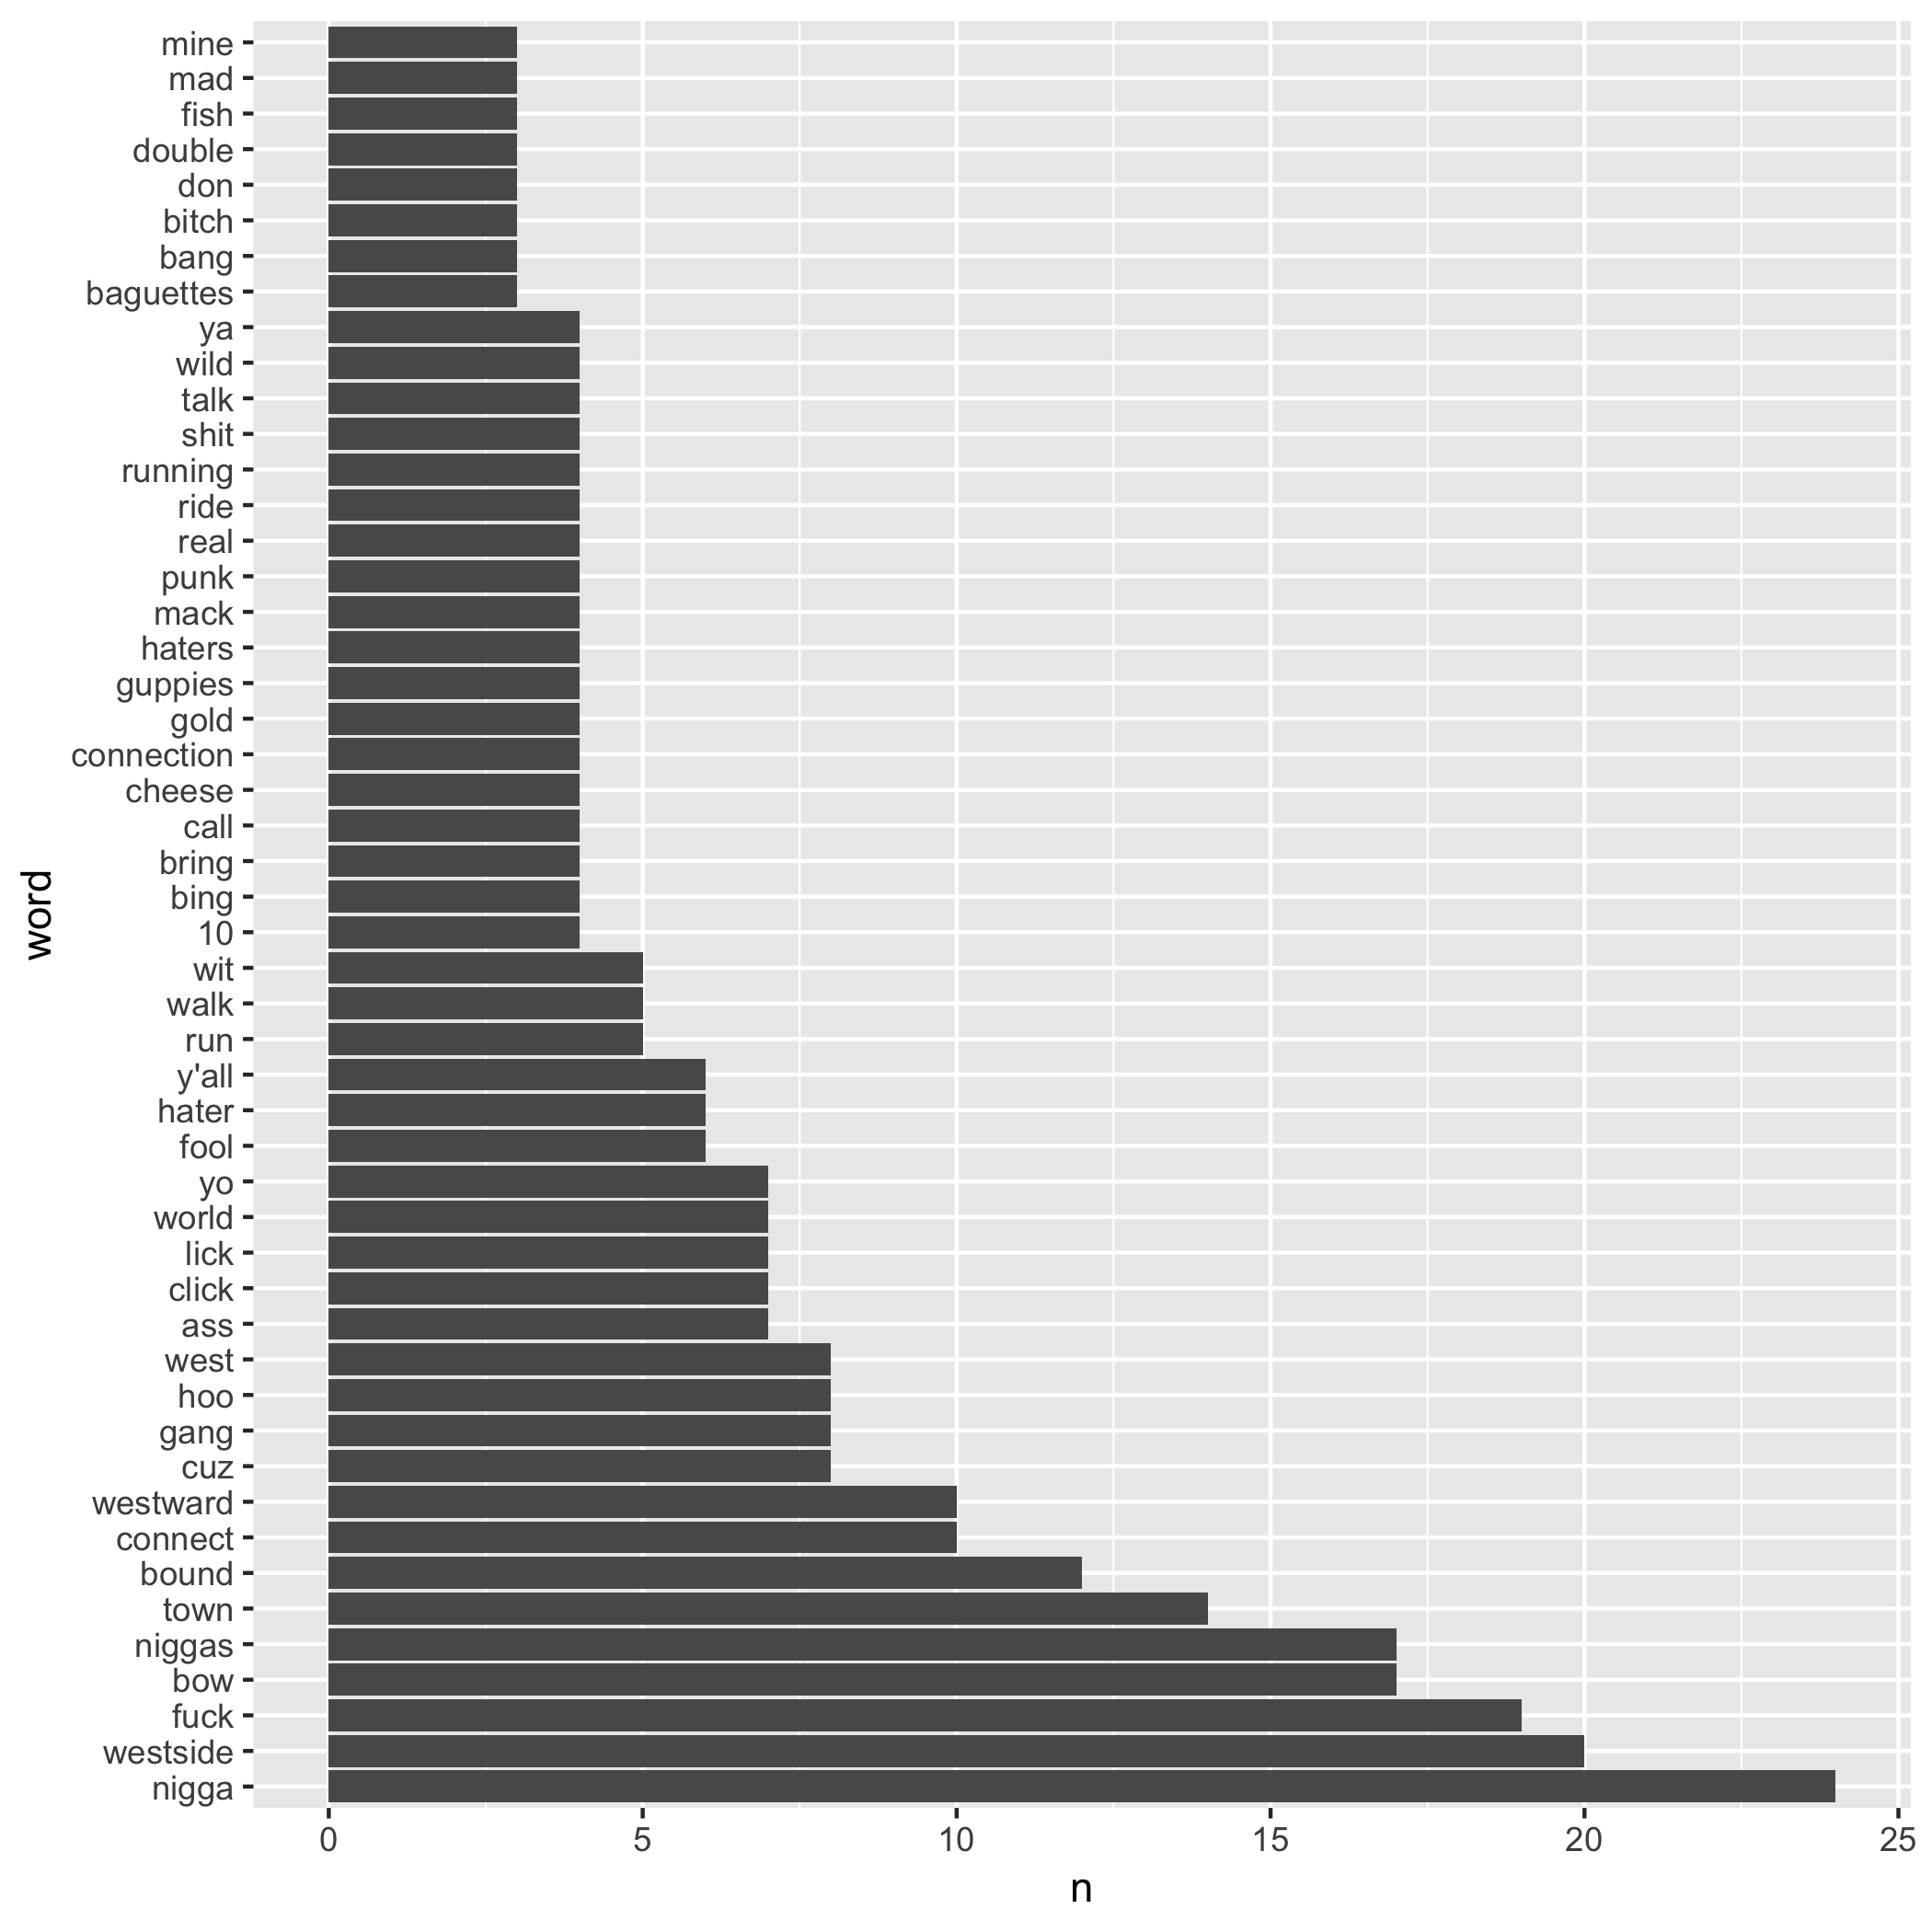 mine
mad
fish
double
don
bitch
bang
baguettes
ya
wild
talk
shit
running
ride
real
punk
mack
haters
guppies
gold
connection
cheese
call
bring
bing
10
wit
walk
run
y'all
hater
fool
yo
world
lick
click
ass
west
hoo
gang
cuz
westward
connect
bound
town
niggas
bow
fuck
westside
nigga
word
0 5 10 15 20 25
n